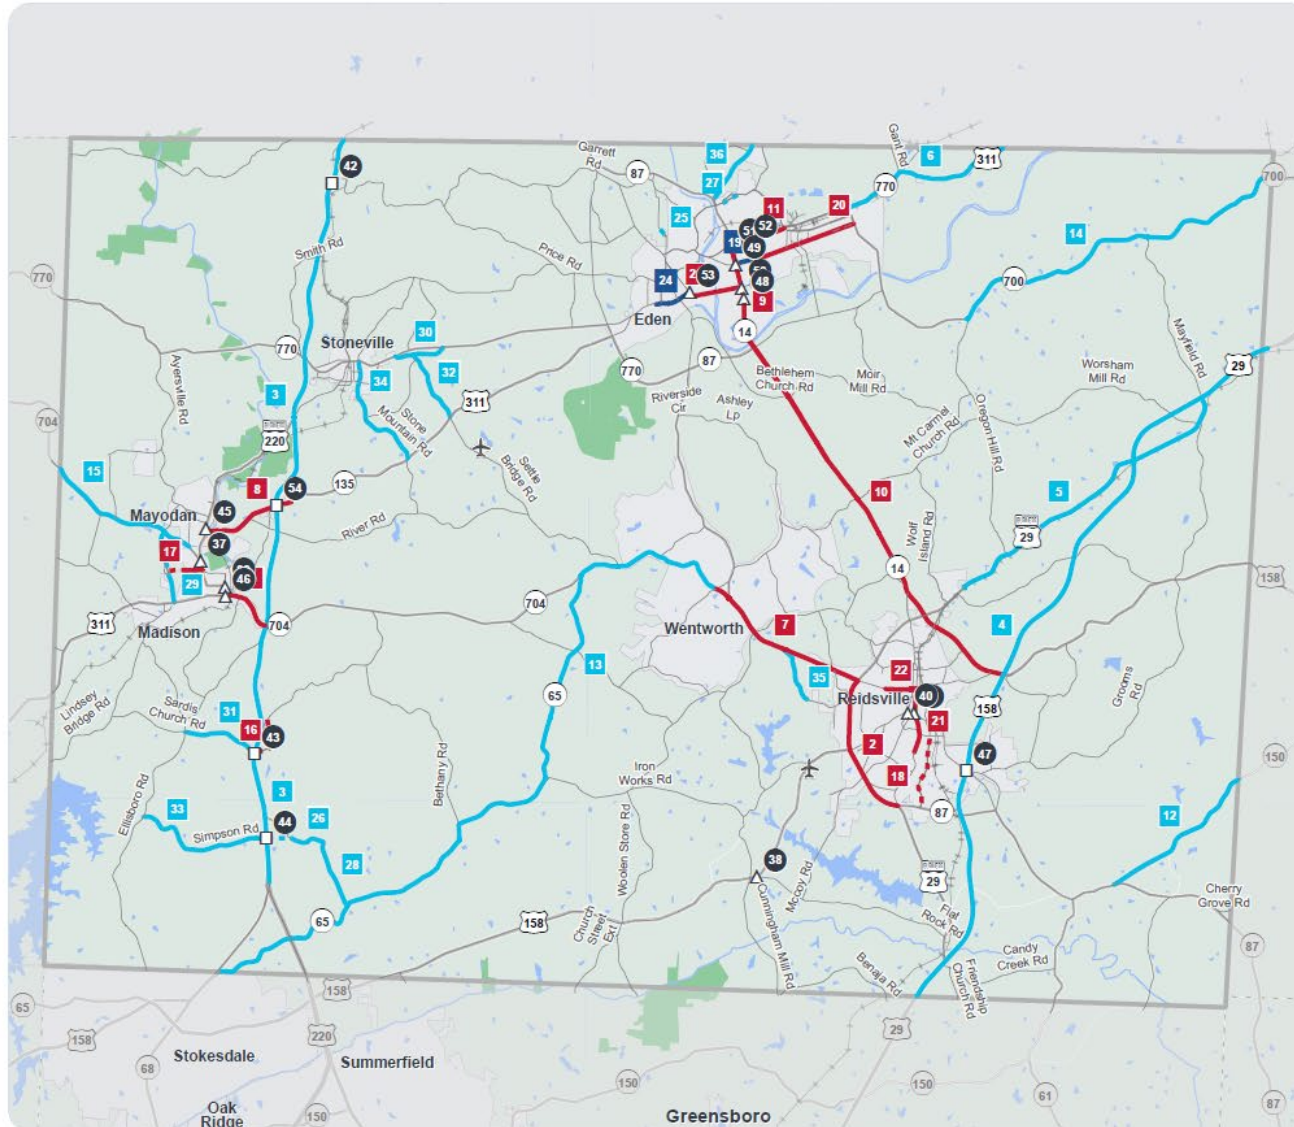 42
Smith Rd
770
Garrett
Rd
87
36
27
25
Gant Rd
6
311
770
700
11
20
51
52
19
49
14
Price Rd
24
2
53
48
9
Eden
14
700
770
Stoneville
30
34
32
3
Ayersville Rd
220
311
Stone
Mountain Rd
770
87
Riverside
Cir
Ashley
Lp
Bethlehem
Church Rd
Moir
Mill Rd
Worsham
Mill Rd
Mayfield Rd
29
Mt Carmel
Church Rd
Oregon Hill Rd
704
15
8
54
135
Settle
Bridge Rd
10
5
29
Mayodan
45
37
17
River Rd
Wolf
Island Rd
46
29
311
Madison
704
704
14
158
Wentworth
7
4
13
35
22
Reidsville
40
21
158
Grooms
Rd
Lindsey
Bridge Rd
Sardis
Church Rd
31
16
43
65
2
18
47
150
Iron
Works Rd
Bethany Rd
Ellisboro Rd
33
Simpson Rd
3
44
26
28
87
12
Woolen Store Rd
38
Mccoy Rd
29
Cherry
Grove Rd
65
158
Church
Street
Ext
Cunningham Mill Rd
Flat
Rock Rd
Candy
Creek Rd
87
Benaja Rd
Friendship
Church Rd
65
158
158
220
29
Stokesdale
Summerfield
68
150
150
61
87
Oak
Ridge
150
Greensboro